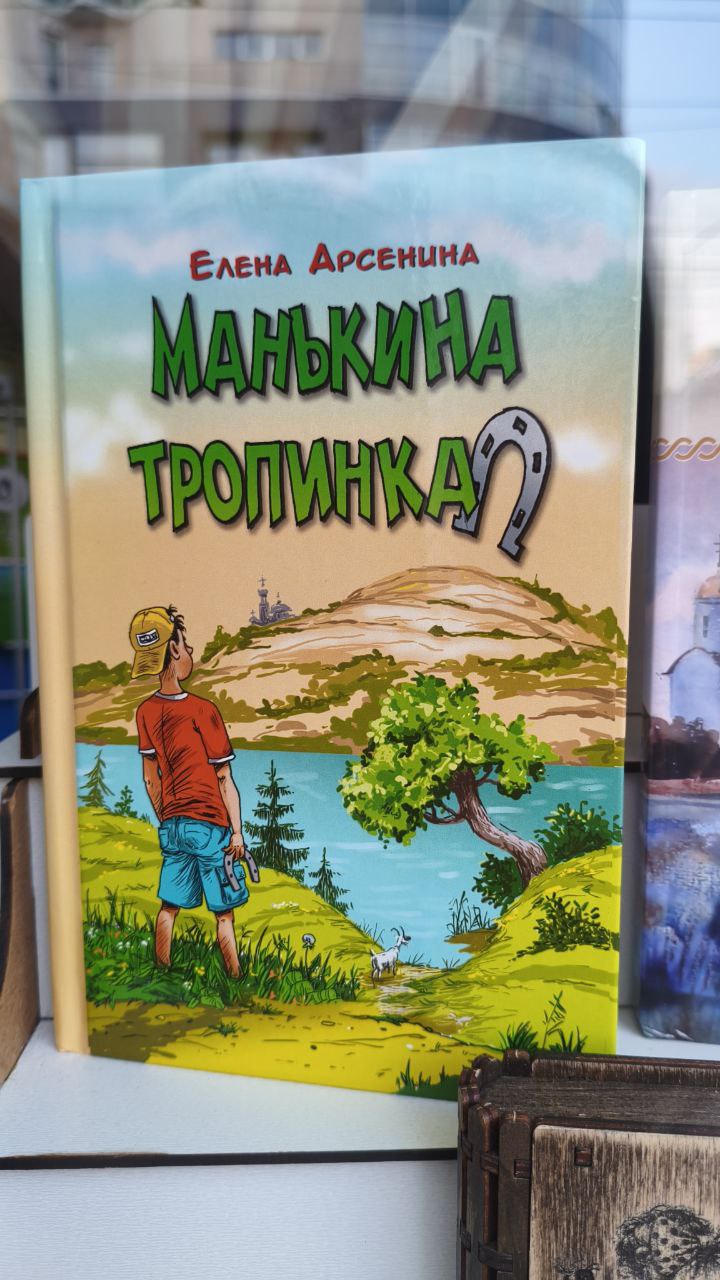 Елена Арсенина
Манькина
тропинка